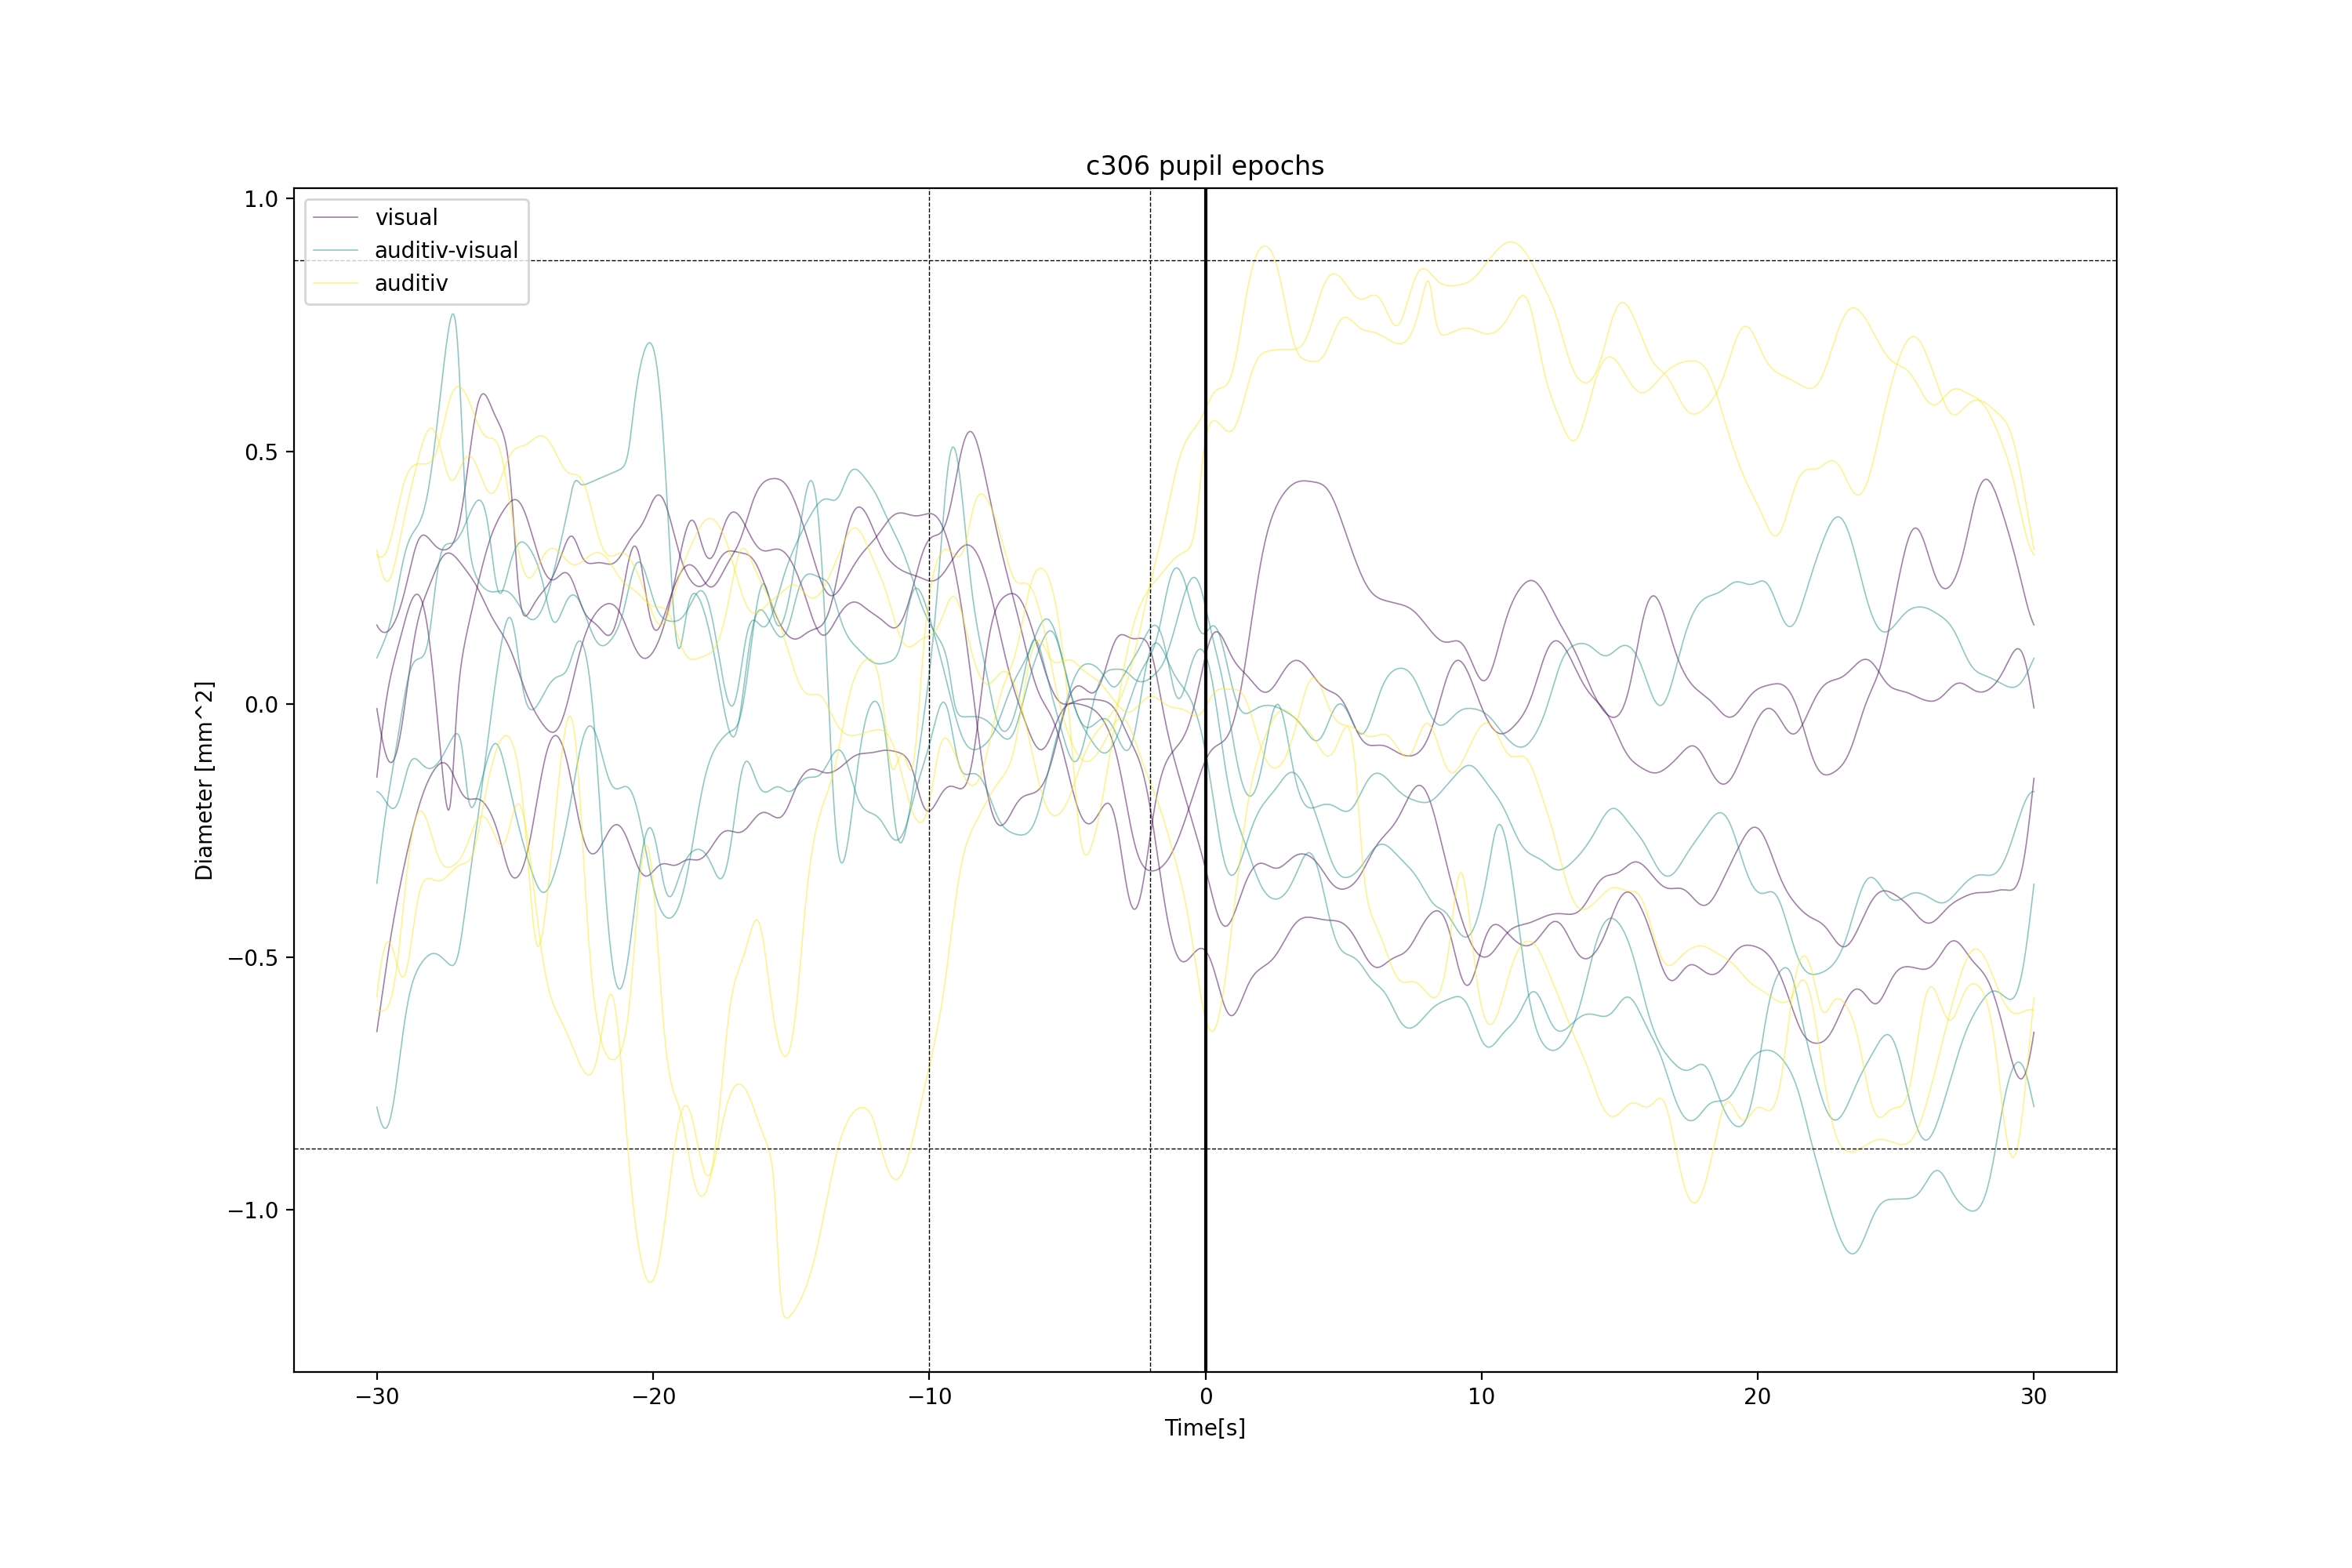 c306 pupil epochs
visual
auditiv-visual
auditiv
1.0
0.5
0.0
−0.5
−1.0
Diameter [mm^2]
−30
−20
−10
0
10
20
30
Time[s]